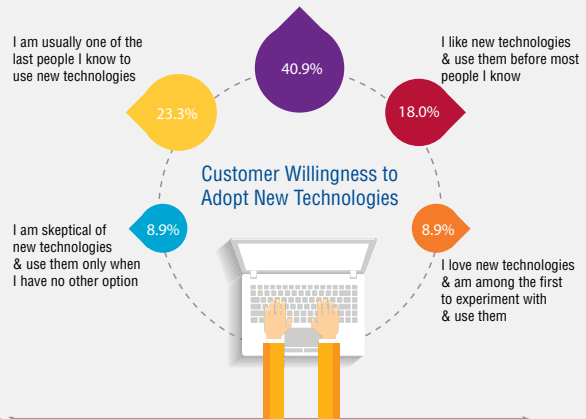 I am usually one of the
last people I know to
use new technologies
23.3%
40.9%
I like new technologies
& use them before most
people I know
18.0%
Customer Willingness to
Adopt New Technologies
I am skeptical of
new technologies
& use them only when
I have no other option
8.9%
8.9%
I love new technologies
& am among the first
to experiment with
& use them